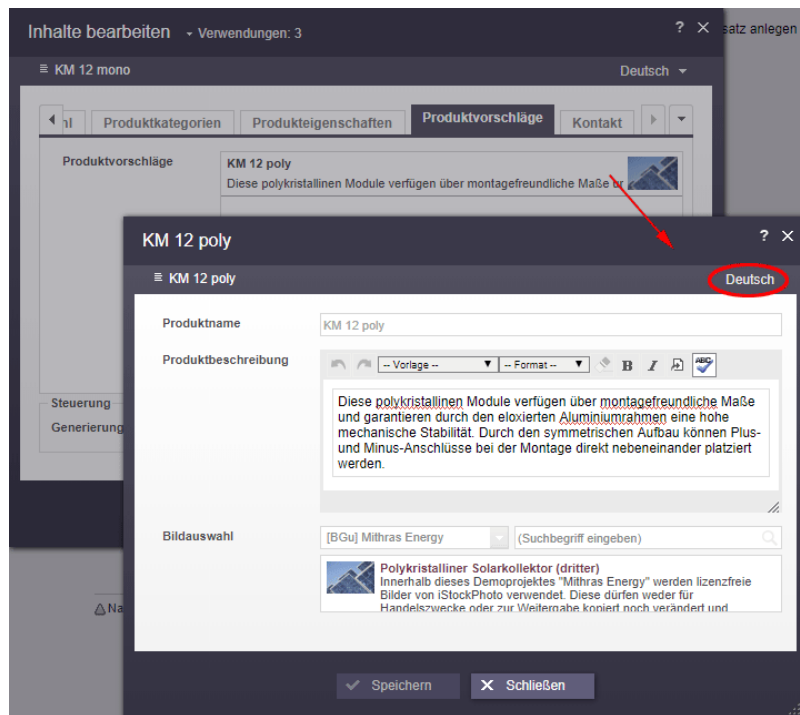 Inhalte bearbeiten Verwendungen: 3 ? satz anlegen
KM 12 mono Deutsch
hl Produktkategorien Produkteigenschaften Produktvorschläge Kontakt
Produktvorschläge KM 12 poly
Diese polykristallinen Module verfügen über montagefreundliche Maße ur
KM 12 poly ?
KM 12 poly Deutsch
Produktname KM 12 poly
Produktbeschreibung -- Vorlage -- -- Format -- B I ABC
Diese polykristallinen Module verfügen über montagefreundliche Maße
und garantieren durch den eloxierten Aluminiumrahmen eine hohe
mechanische Stabilität. Durch den symmetrischen Aufbau können Plus-
und Minus-Anschlüsse bei der Montage direkt nebeneinander platziert
werden.
Steuerung
Generierung
Bildauswahl [BGu] Mithras Energy (Suchbegriff eingeben)
Polykristalliner Solarkollektor (dritter)
Innerhalb dieses Demoprojektes "Mithras Energy" werden lizenzfreie
Bilder von iStockPhoto verwendet. Diese dürfen weder für
Handelszwecke oder zur Weitergabe kopiert noch verändert und
Na
Speichern Schließen